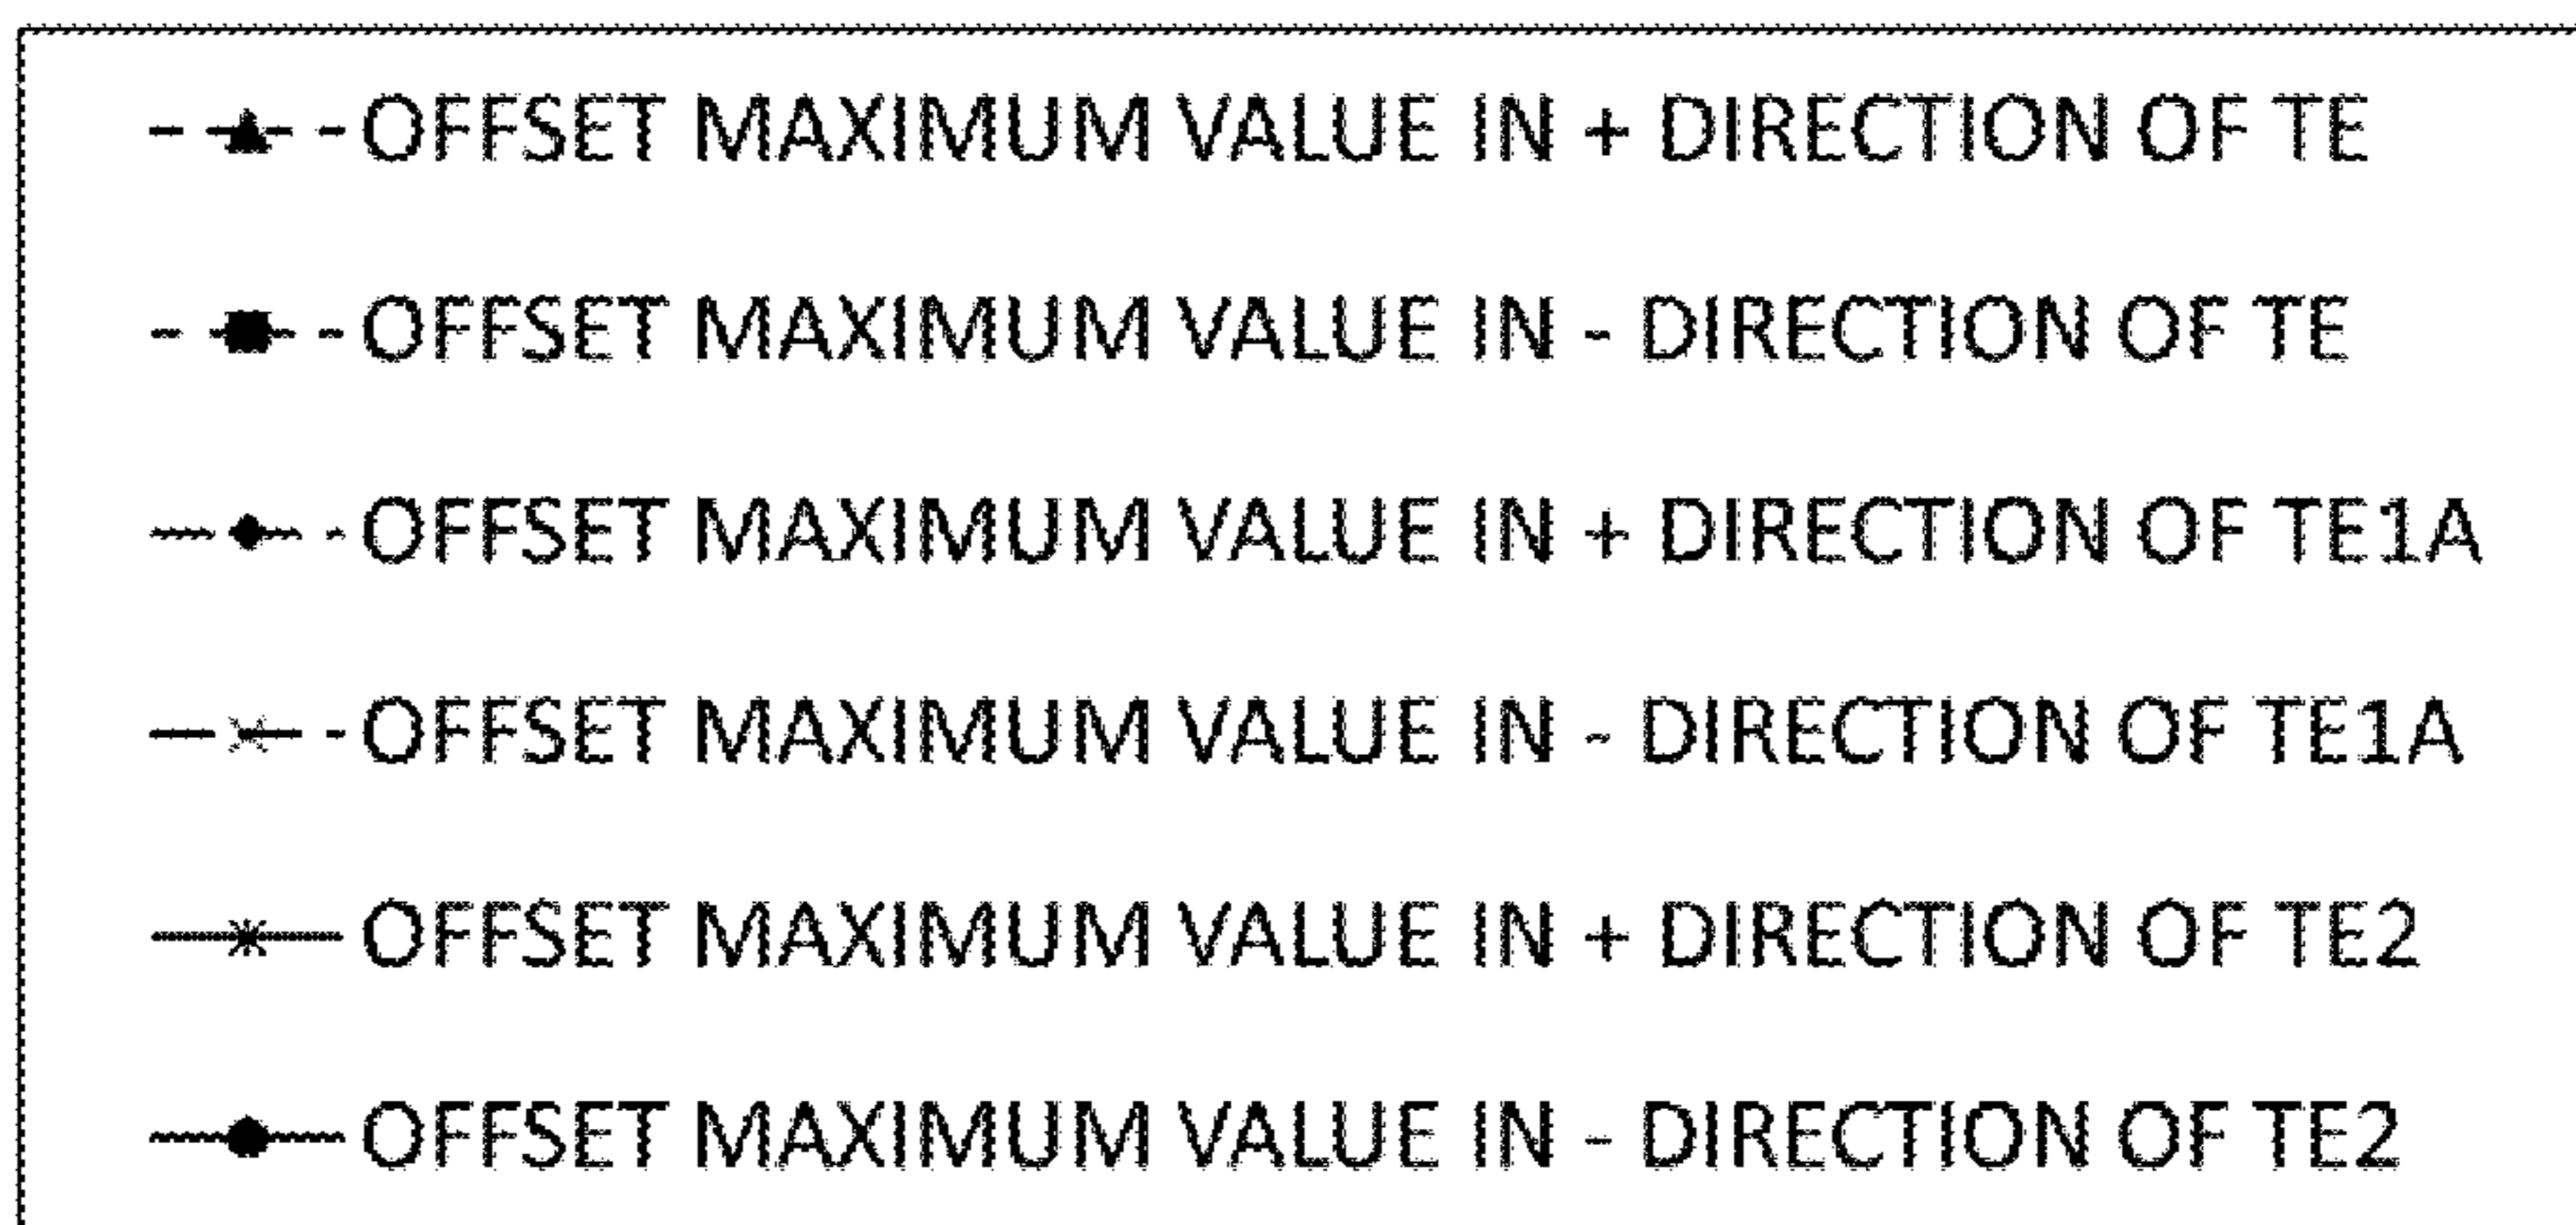 OFFSET MAXIMUM VALUE IN + DIRECTION OF TE
OFFSET MAXIMUM VALUE IN - DIRECTION OF TE
OFFSET MAXIMUM VALUE IN + DIRECTION OF TE1A
OFFSET MAXIMUM VALUE IN - DIRECTION OF TE1A
OFFSET MAXIMUM VALUE IN + DIRECTION OF TE2
OFFSET MAXIMUM VALUE IN - DIRECTION OF TE2